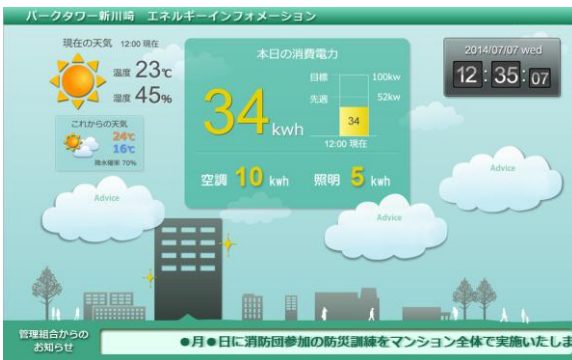 パークタワー新川崎 エネルギーインフォメーション
現在の天気 12:00 現在
温度 23℃
湿度 45%
これからの天気
24℃
16℃
降水確率 70%
本日の消費電力
34 kwh
目標 100kw
先週 52kw
34
12:00 現在
空調 10 kwh 照明 5 kwh
2014/07/07 wed
12:35:07
Advice
Advice
Advice
管理組合からの
お知らせ
●月●日に消防団参加の防災訓練をマンション全体で実施いたしま